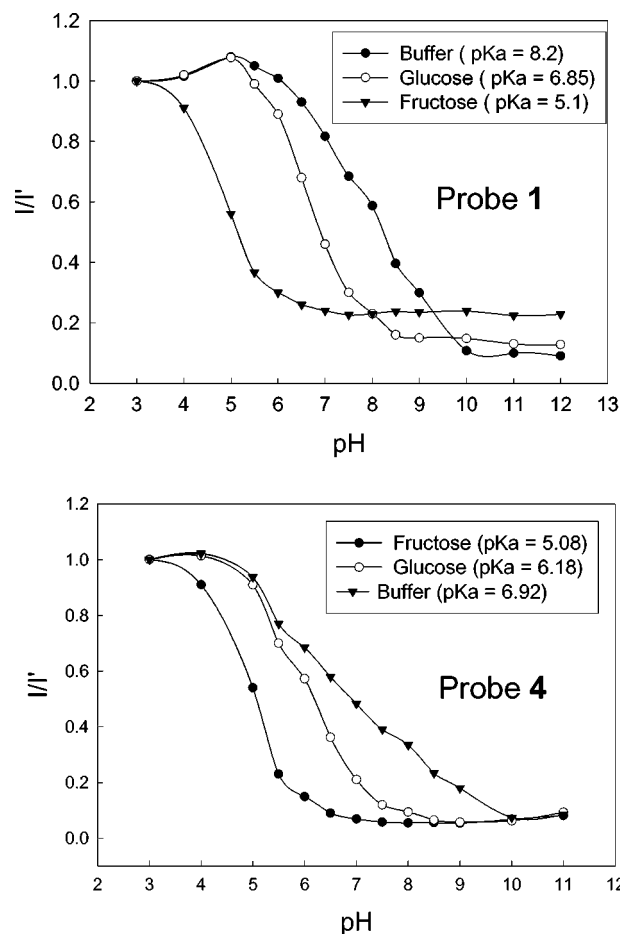 1.2
1.0
0.8
0.6
0.4
0.2
0.0
I/I'
Buffer ( pKa = 8.2)
Glucose ( pKa = 6.85)
Fructose ( pKa = 5.1)
Probe 1
2 3 4 5 6 7 8 9 10 11 12 13
pH
1.2
1.0
0.8
0.6
0.4
0.2
0.0
I/I'
Fructose (pKa = 5.08)
Glucose (pKa = 6.18)
Buffer (pKa = 6.92)
Probe 4
2 3 4 5 6 7 8 9 10 11 12
pH